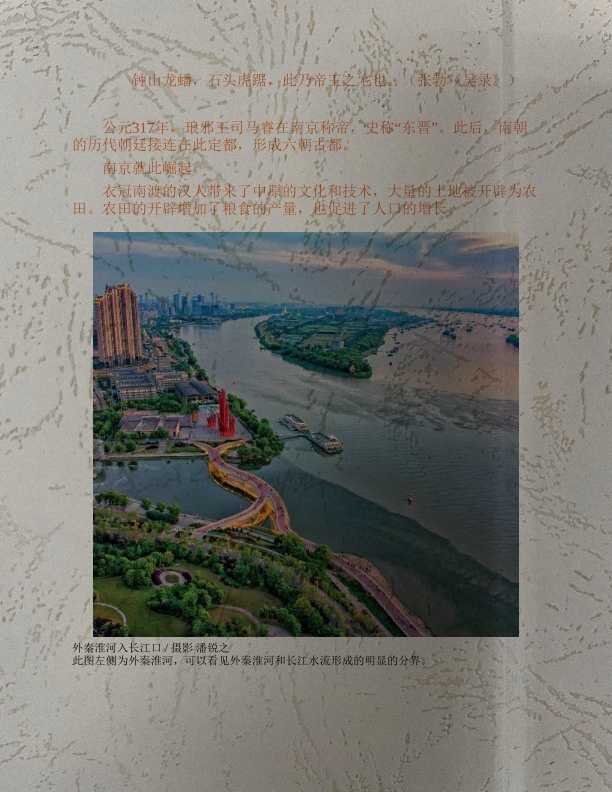 钟山龙蟠，石头虎踞，此乃帝王之宅也。（张勃《吴录》）
公元317年，琅邪王司马睿在南京称帝，史称“东晋”。此后，南朝
的历代朝廷接连在此定都，形成六朝古都。
南京就此崛起。
衣冠南渡的汉人带来了中原的文化和技术，大量的土地被开辟为农
田。农田的开辟增加了粮食的产量，也促进了人口的增长。
外秦淮河入长江口 / 摄影 潘锐之
此图左侧为外秦淮河，可以看见外秦淮河和长江水流形成的明显的分界。